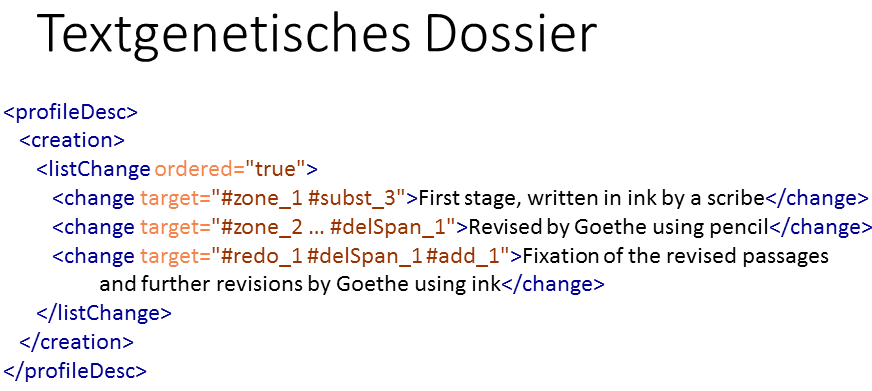 Textgenetisches Dossier
<profileDesc>
<creation>
<listChange ordered="true">
<change target="#zone_1 #subst_3">First stage, written in ink by a scribe</change>
<change target="#zone_2 ... #delSpan_1">Revised by Goethe using pencil</change>
<change target="#redo_1 #delSpan_1 #add_1">Fixation of the revised passages
and further revisions by Goethe using ink</change>
</listChange>
</creation>
</profileDesc>